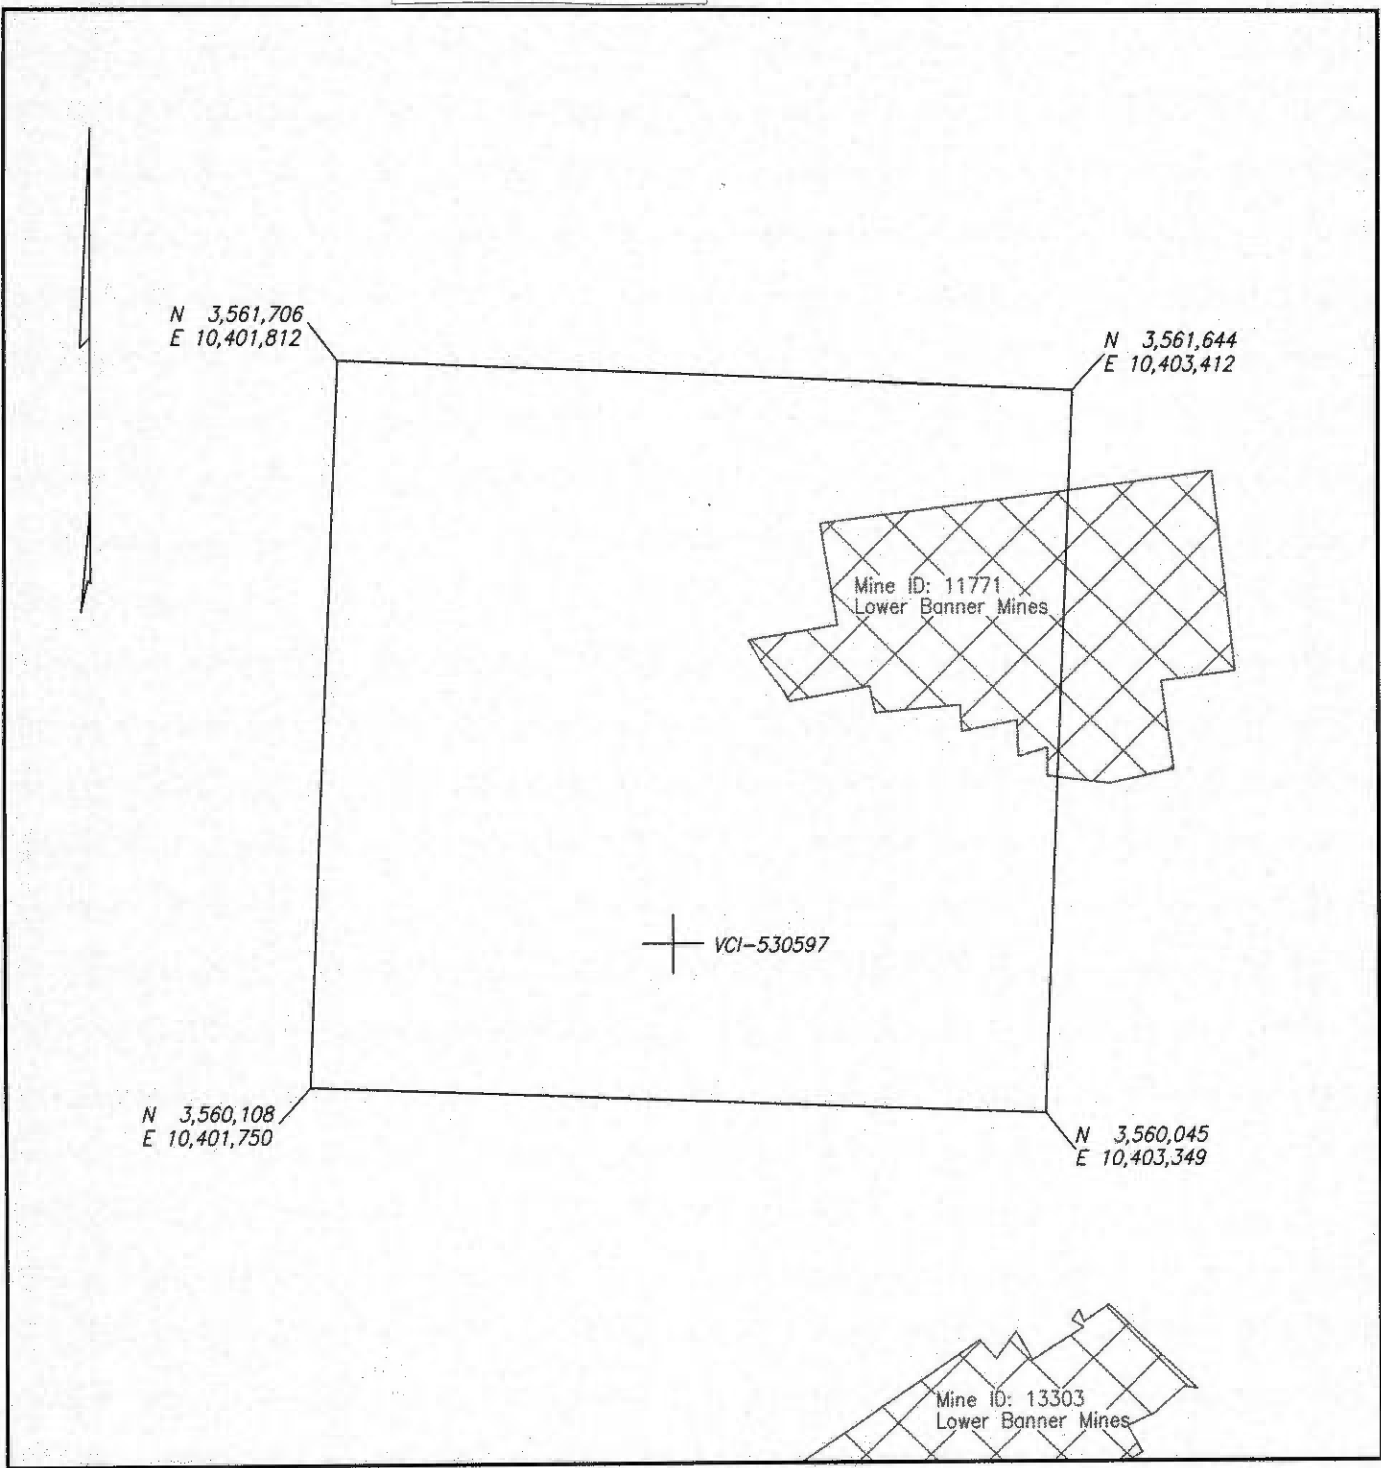 N 3,561,706
E 10,401,812
N 3,561,644
E 10,403,412
Mine ID: 11771
Lower Banner Mines
VCI-530597
N 3,560,108
E 10,401,750
N 3,560,045
E 10,403,349
Mine ID: 13303
Lower Banner Mines